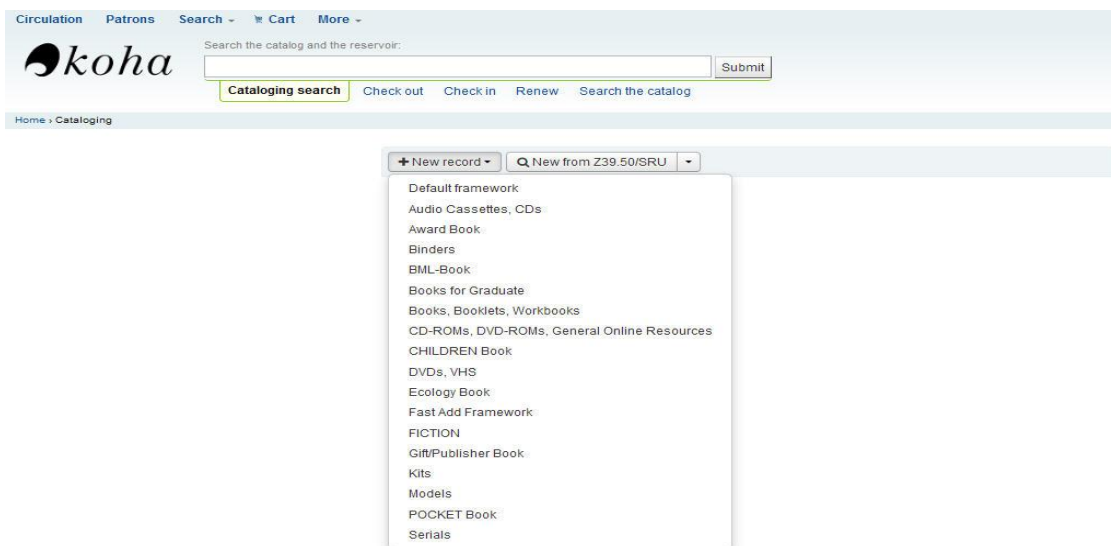 Circulation Patrons Search Cart More
koha
Search the catalog and the reservoir:
Submit
Cataloging search Check out Check in Renew Search the catalog
Home › Cataloging
+ New record New from Z39.50/SRU
Default framework
Audio Cassettes, CDs
Award Book
Binders
BML-Book
Books for Graduate
Books, Booklets, Workbooks
CD-ROMs, DVD-ROMs, General Online Resources
CHILDREN Book
DVDs, VHS
Ecology Book
Fast Add Framework
FICTION
Gift/Publisher Book
Kits
Models
POCKET Book
Serials